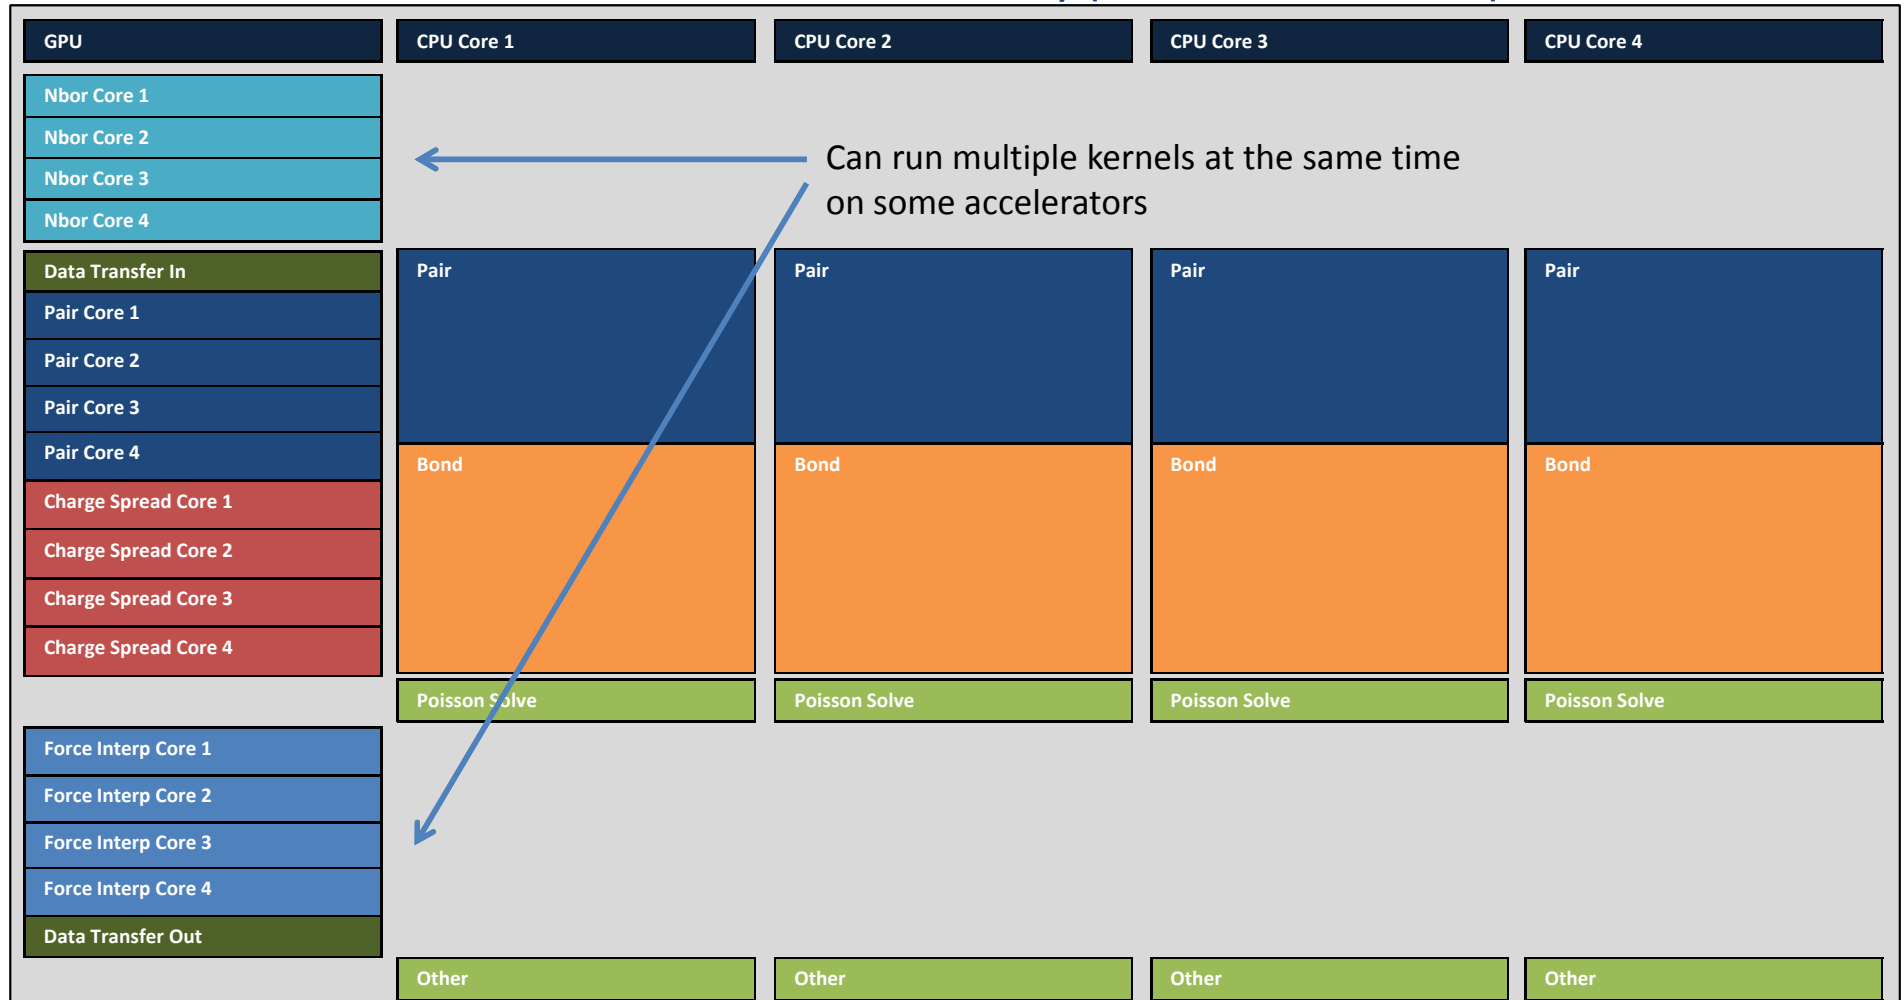 GPU CPU Core 1 CPU Core 2 CPU Core 3 CPU Core 4
Nbor Core 1
Nbor Core 2
Nbor Core 3
Nbor Core 4
Can run multiple kernels at the same time
on some accelerators
Data Transfer In Pair Pair Pair Pair
Pair Core 1
Pair Core 2
Pair Core 3
Pair Core 4
Bond Bond Bond Bond
Charge Spread Core 1
Charge Spread Core 2
Charge Spread Core 3
Charge Spread Core 4
Poisson Solve Poisson Solve Poisson Solve Poisson Solve
Force Interp Core 1
Force Interp Core 2
Force Interp Core 3
Force Interp Core 4
Data Transfer Out
Other Other Other Other